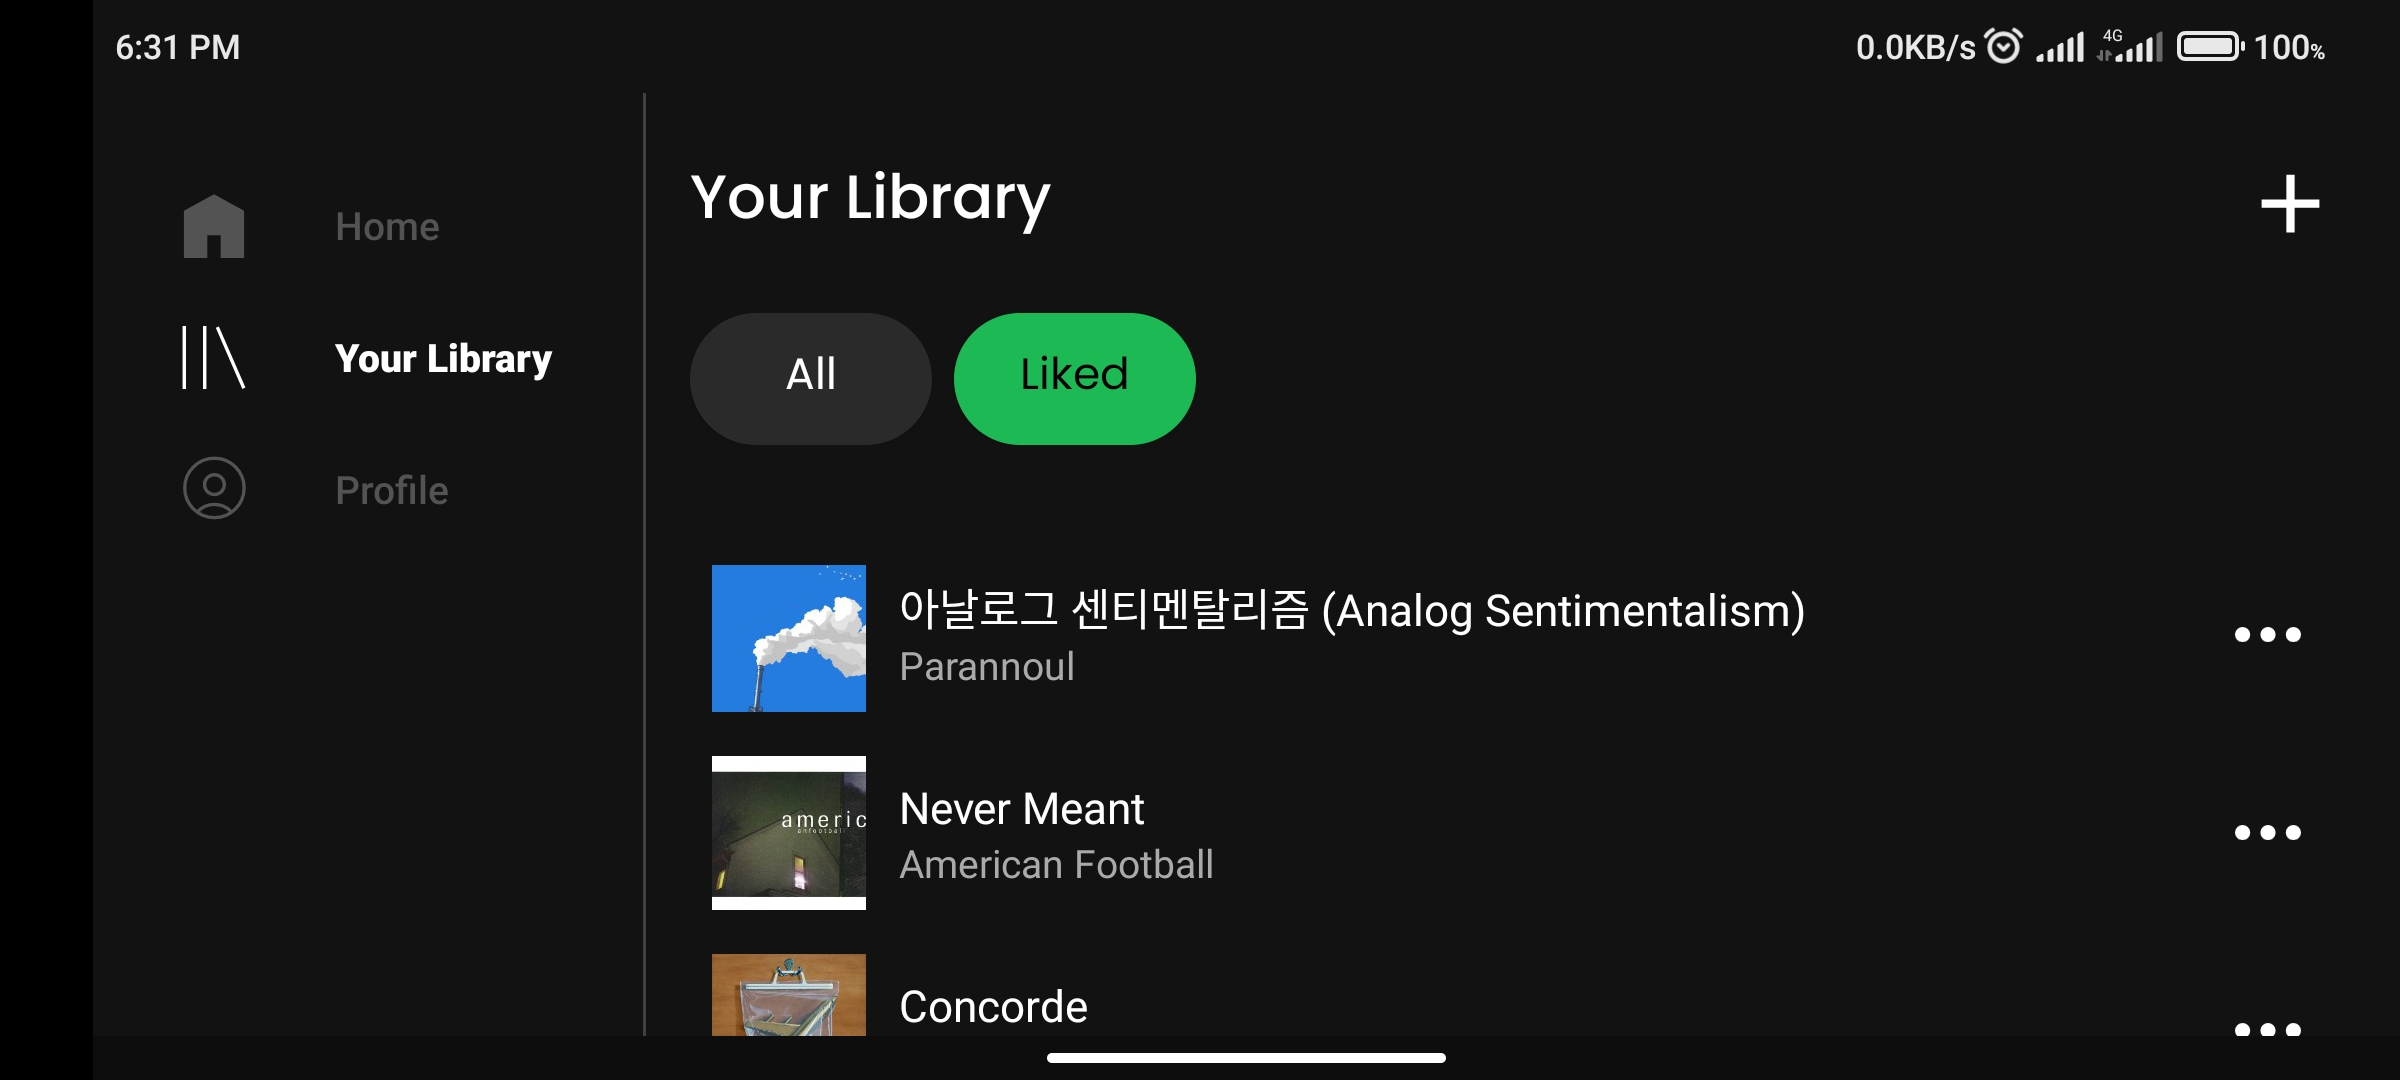 6:31 PM
0.0KB/s 4G 100%
Home
Your Library
Profile
Your Library
All
Liked
아날로그 센티멘탈리즘 (Analog Sentimentalism)
Parannoul
americ
anfootball
Never Meant
American Football
Concorde